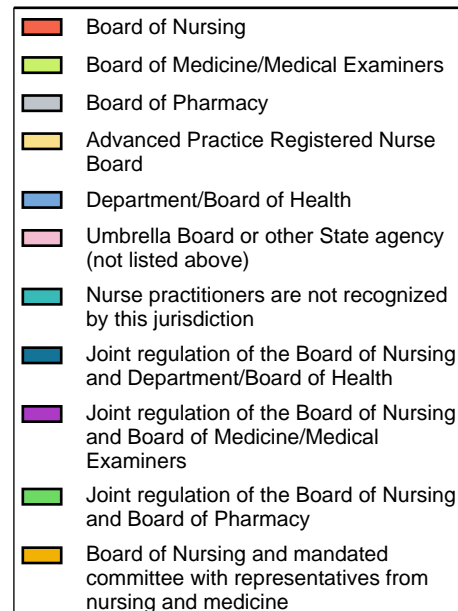 Board of Nursing
Board of Medicine/Medical Examiners
Board of Pharmacy
Advanced Practice Registered Nurse
Board
Department/Board of Health
Umbrella Board or other State agency
(not listed above)
Nurse practitioners are not recognized
by this jurisdiction
Joint regulation of the Board of Nursing
and Department/Board of Health
Joint regulation of the Board of Nursing
and Board of Medicine/Medical
Examiners
Joint regulation of the Board of Nursing
and Board of Pharmacy
Board of Nursing and mandated
committee with representatives from
nursing and medicine